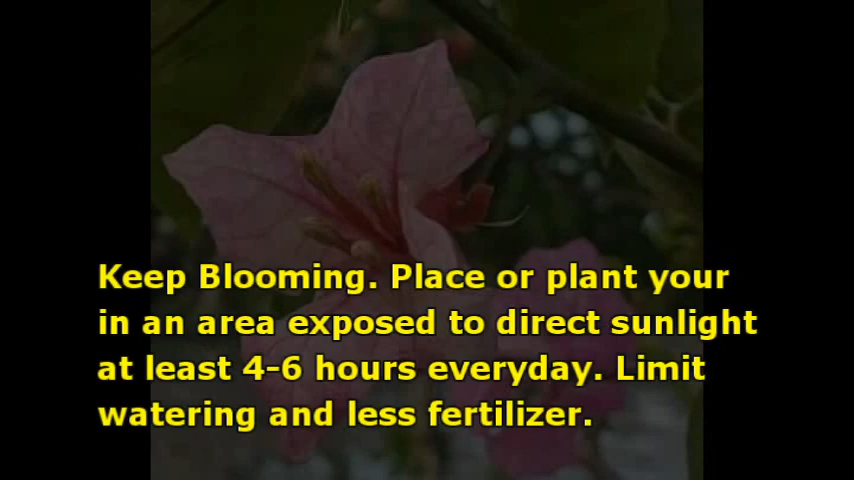 Keep Blooming. Place or plant your
in an area exposed to direct sunlight
at least 4-6 hours everyday. Limit
watering and less fertilizer.